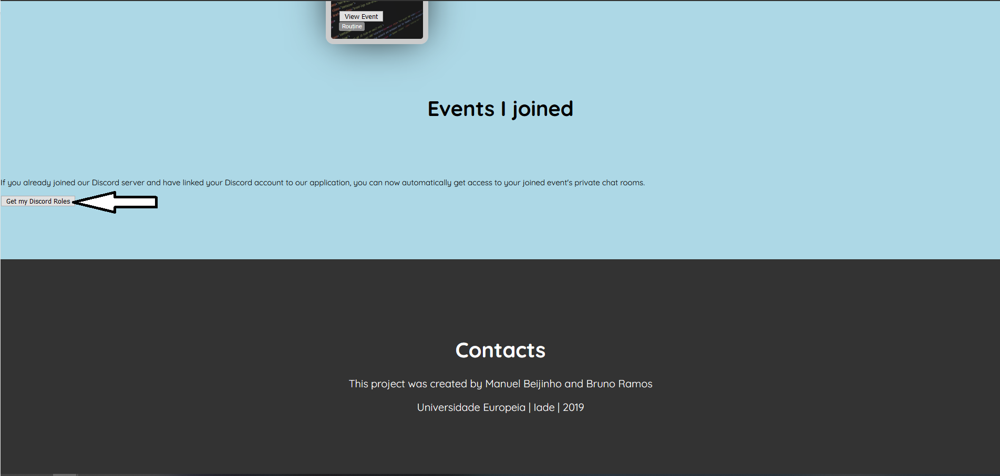 View Event
Routine
Events I joined
If you already joined our Discord server and have linked your Discord account to our application, you can now automatically get access to your joined event's private chat rooms.
Get my Discord Roles
Contacts
This project was created by Manuel Beijinho and Bruno Ramos
Universidade Europeia | Iade | 2019